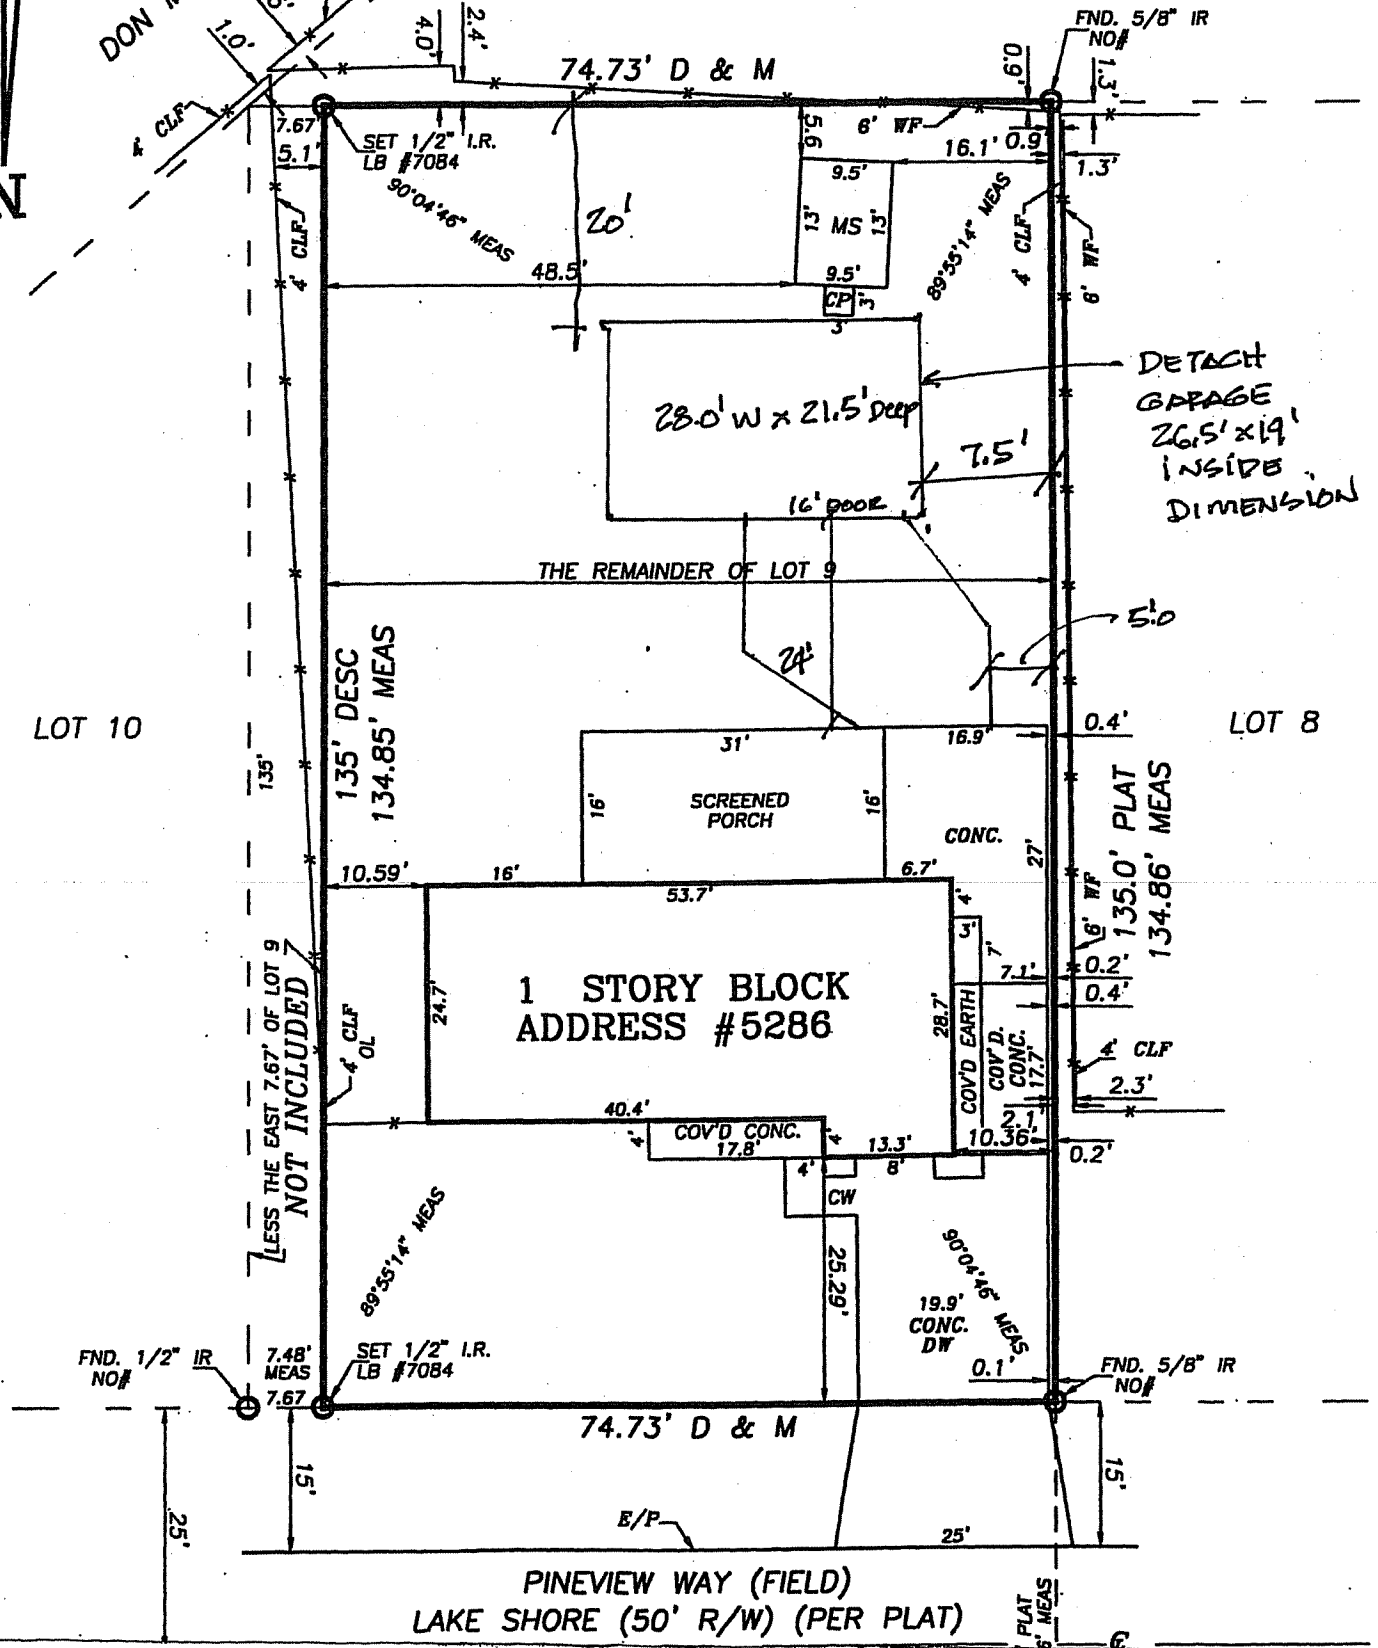 DON
1.0'
4.0'
2.4'
74.73' D & M
FND. 5/8" IR
NO#
0.9'
1.3'
4' CLF
7.67'
5.1'
SET 1/2" I.R.
LB #7084
90°04'46" MEAS
5.6
6' WF
16.1'
0.9'
1.3'
9.5'
13'
MS
13'
9.5'
CP
3'
3'
89°55'14" MEAS
4' CLF
6' WF
N
4' CLF
20'
48.5'
28.0' W x 21.5' Deep
DETACH
GARAGE
26.5' x 19'
INSIDE
DIMENSION
7.5'
16' DOOR
THE REMAINDER OF LOT 9
5.0
24'
LOT 10
135'
135' DESC
134.85' MEAS
31'
16.9'
0.4'
LOT 8
16'
SCREENED
PORCH
16'
CONC.
27'
135.0' PLAT
134.86' MEAS
10.59'
16'
53.7'
6.7'
4'
3'
7'
7.1'
6' WF
0.2'
0.4'
1 STORY BLOCK
ADDRESS #5286
24.7'
28.7'
COV'D EARTH
COV'D.
CONC.
17.7'
4' CLF
2.3'
2.1'
10.36'
0.2'
LESS THE EAST 7.67' OF LOT 9
NOT INCLUDED
4' CLF
OL
40.4'
4'
COV'D CONC.
17.8'
4'
13.3'
4'
8'
CW
25.29'
89°55'14" MEAS
90°04'46" MEAS
19.9'
CONC.
DW
0.1'
FND. 1/2" IR
NO#
7.48'
MEAS
7.67
SET 1/2" I.R.
LB #7084
FND. 5/8" IR
NO#
74.73' D & M
15'
15'
25'
E/P
25'
PINEVIEW WAY (FIELD)
LAKE SHORE (50' R/W) (PER PLAT)
PLAT
MEAS